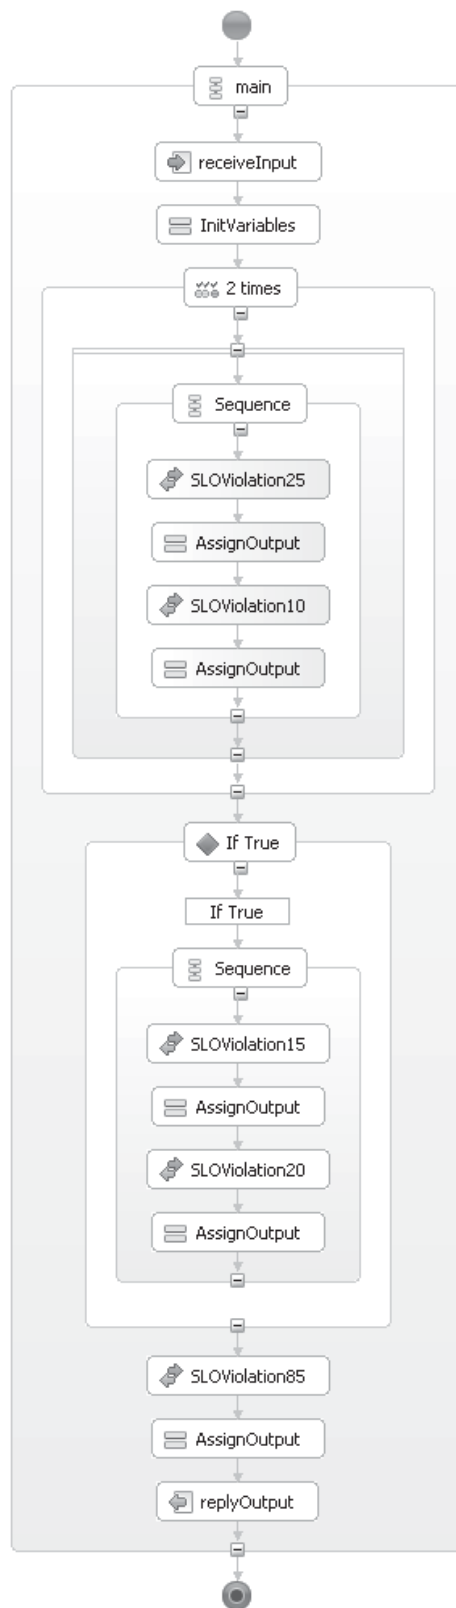 main
receiveInput
InitVariables
2 times
Sequence
SLOViolation25
AssignOutput
SLOViolation10
AssignOutput
If True
If True
Sequence
SLOViolation15
AssignOutput
SLOViolation20
AssignOutput
SLOViolation85
AssignOutput
replyOutput